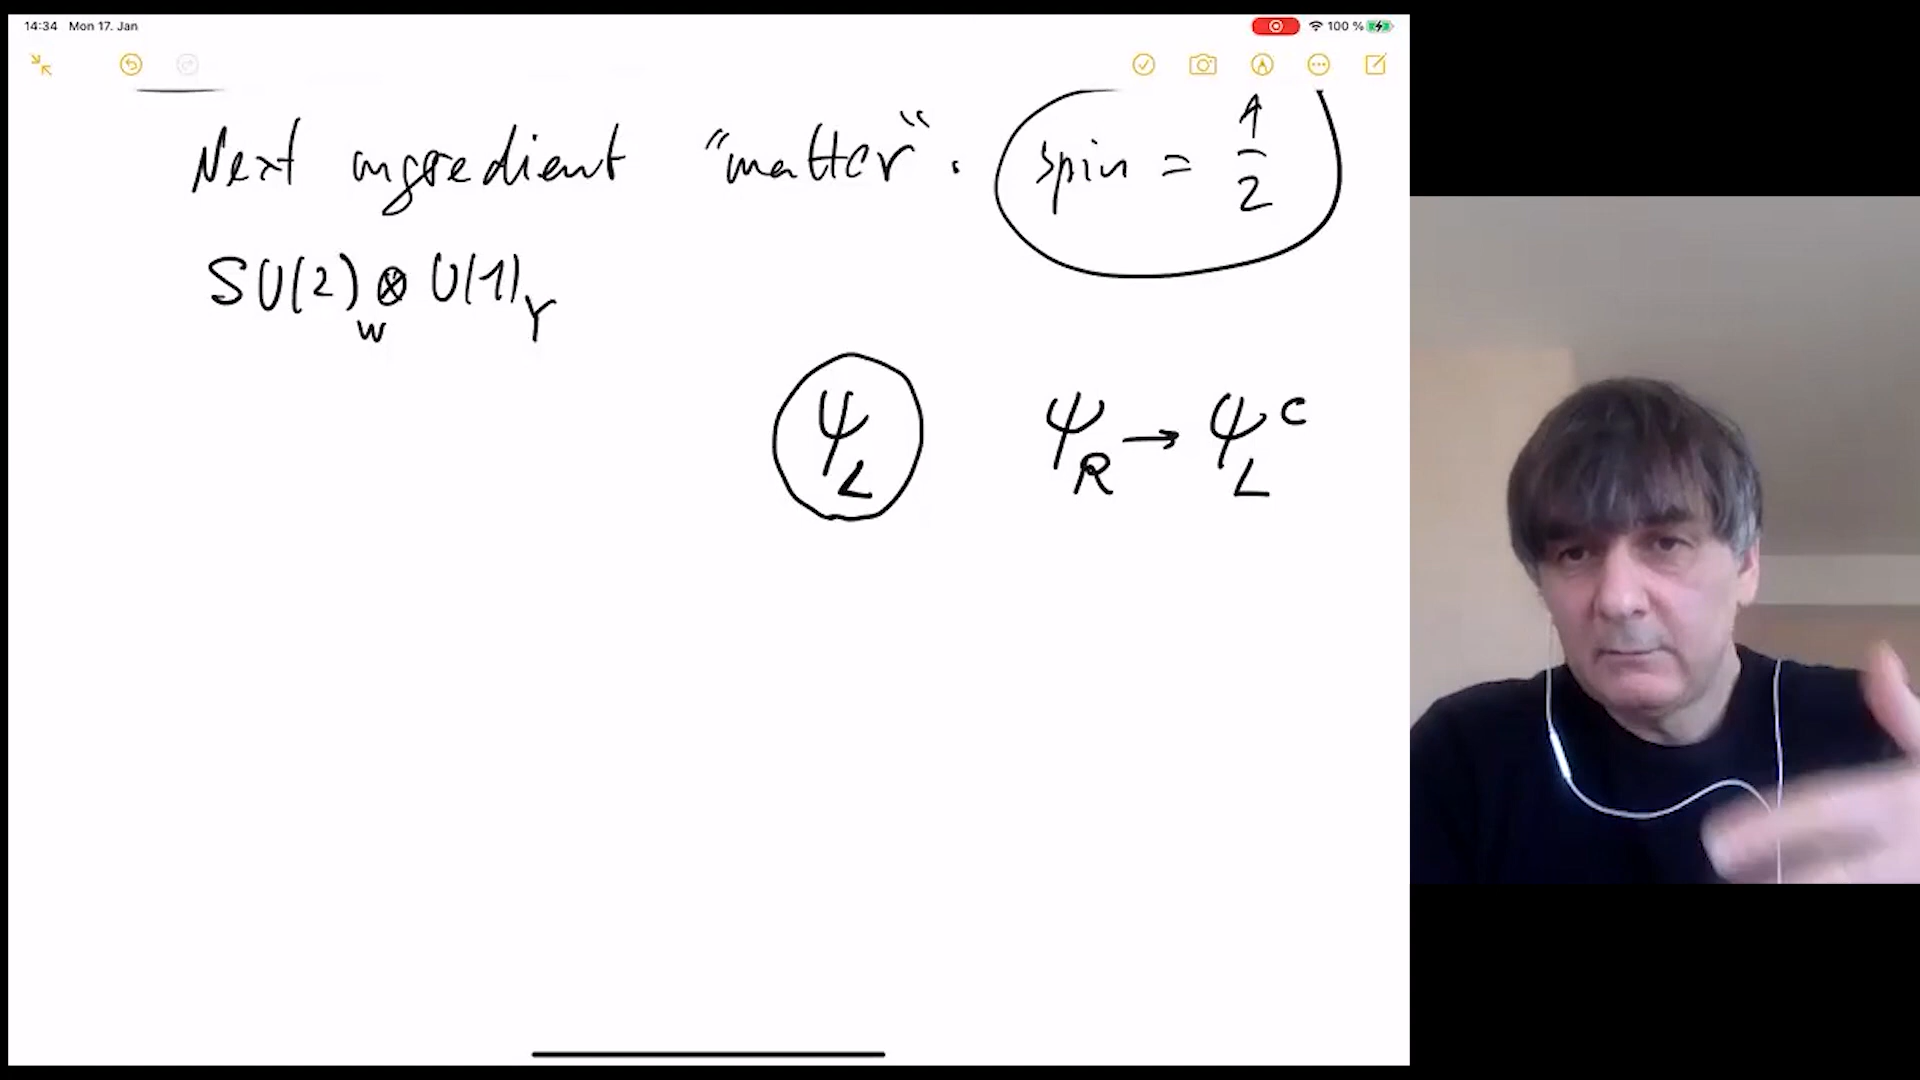 14:34 Mon 17. Jan 100 %
Next ingredient "matter". spin = 1/2
SU(2)_W ⊗ U(1)_Y
ψ_L ψ_R → ψ_L^C